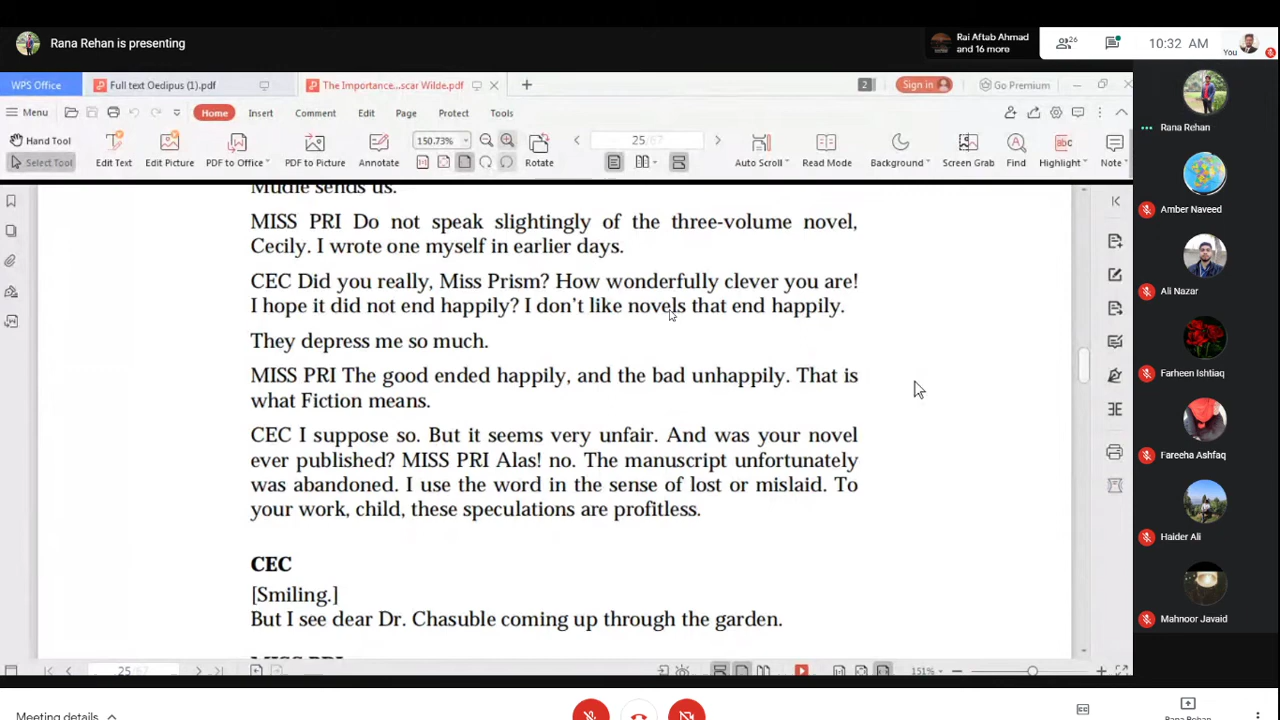 Rana Rehan is presenting
Rai Aftab Ahmad
and 16 more
26
10:32 AM
You
WPS Office
Full text Oedipus (1).pdf
The Importance...scar Wilde.pdf
2
Sign in
Go Premium
Menu
Home
Insert
Comment
Edit
Page
Protect
Tools
Hand Tool
Select Tool
Edit Text
Edit Picture
PDF to Office
PDF to Picture
Annotate
150.73%
Rotate
25/67
Auto Scroll
Read Mode
Background
Screen Grab
Find
Highlight
Note
Mudie sends us.
MISS PRI Do not speak slightingly of the three-volume novel,
Cecily. I wrote one myself in earlier days.
CEC Did you really, Miss Prism? How wonderfully clever you are!
I hope it did not end happily? I don't like novels that end happily.
They depress me so much.
MISS PRI The good ended happily, and the bad unhappily. That is
what Fiction means.
CEC I suppose so. But it seems very unfair. And was your novel
ever published? MISS PRI Alas! no. The manuscript unfortunately
was abandoned. I use the word in the sense of lost or mislaid. To
your work, child, these speculations are profitless.
CEC
[Smiling.]
But I see dear Dr. Chasuble coming up through the garden.
MISS PRI
25/67
151%
Rana Rehan
Amber Naveed
Ali Nazar
Farheen Ishtiaq
Fareeha Ashfaq
Haider Ali
Mahnoor Javaid
Meeting details
Rana Rehan